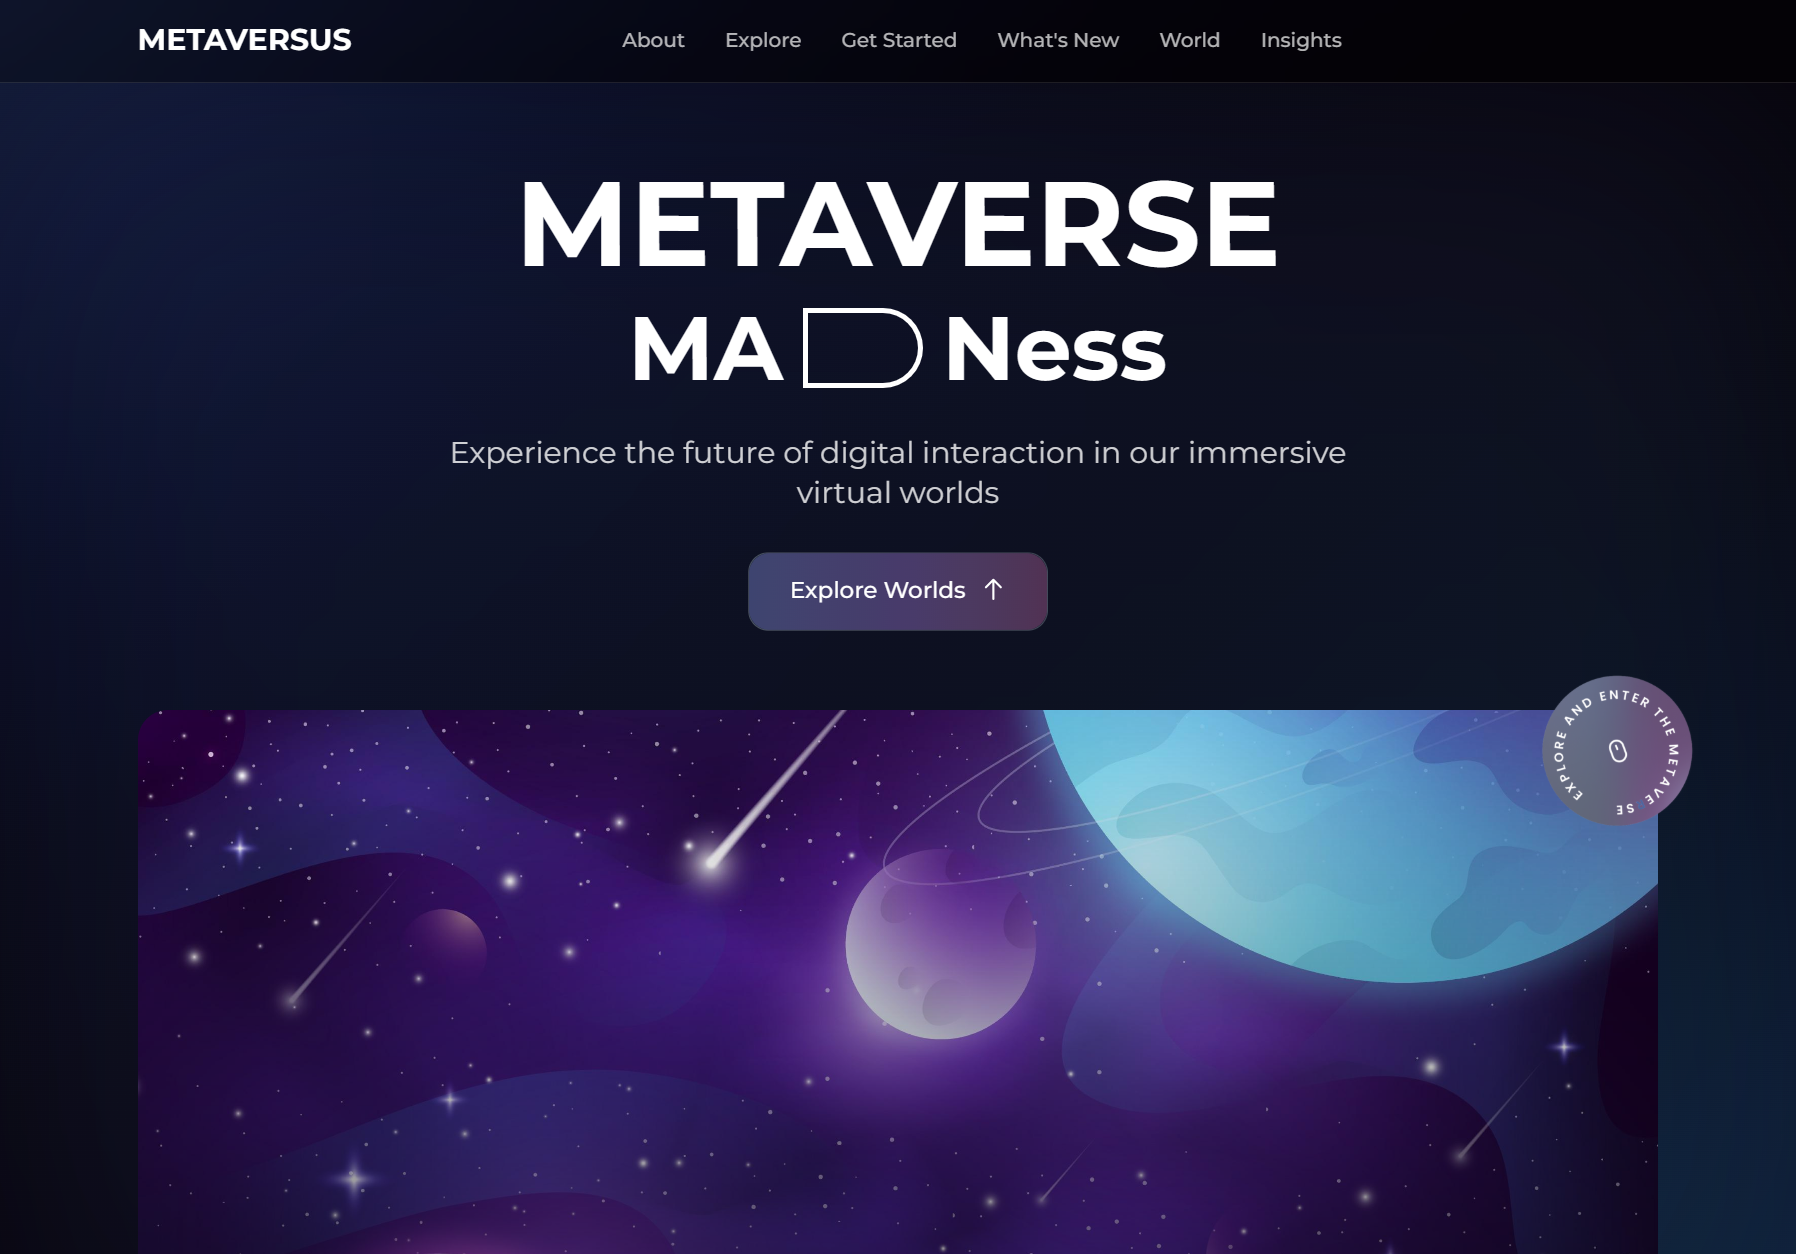 METAVERSUS
About Explore Get Started What's New World Insights
METAVERSE
MA D Ness
Experience the future of digital interaction in our immersive
virtual worlds
Explore Worlds
EXPLORE AND ENTER THE METAVE SE